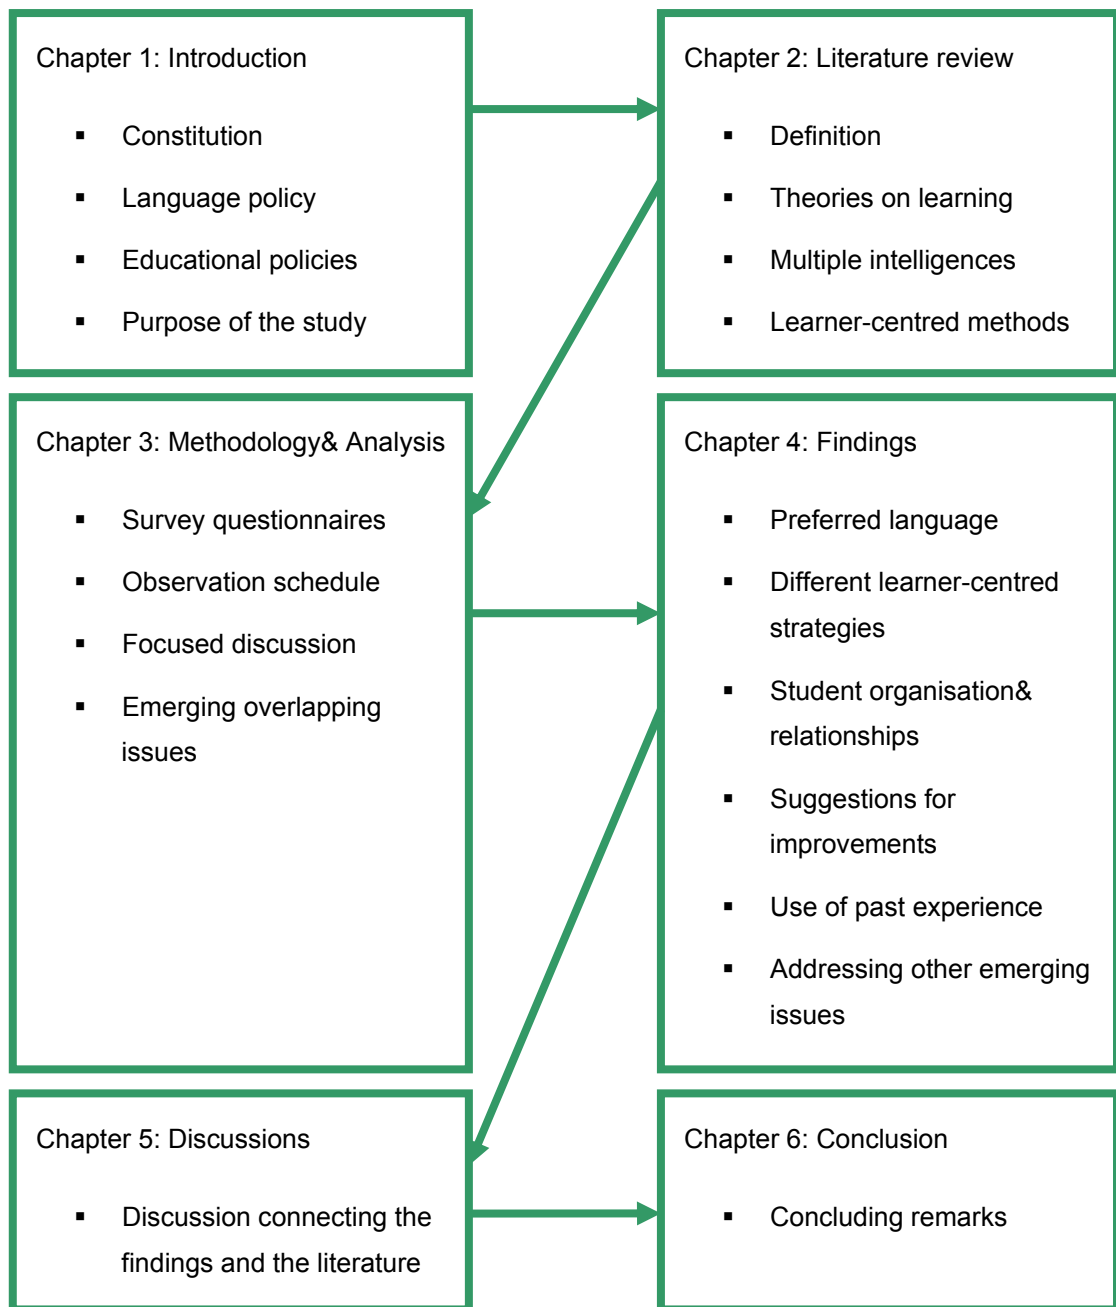 Chapter 1: Introduction
▪ Constitution
▪ Language policy
▪ Educational policies
▪ Purpose of the study
Chapter 2: Literature review
▪ Definition
▪ Theories on learning
▪ Multiple intelligences
▪ Learner-centred methods
Chapter 3: Methodology& Analysis
▪ Survey questionnaires
▪ Observation schedule
▪ Focused discussion
▪ Emerging overlapping
issues
Chapter 4: Findings
▪ Preferred language
▪ Different learner-centred
strategies
▪ Student organisation&
relationships
▪ Suggestions for
improvements
▪ Use of past experience
▪ Addressing other emerging
issues
Chapter 5: Discussions
▪ Discussion connecting the
findings and the literature
Chapter 6: Conclusion
▪ Concluding remarks